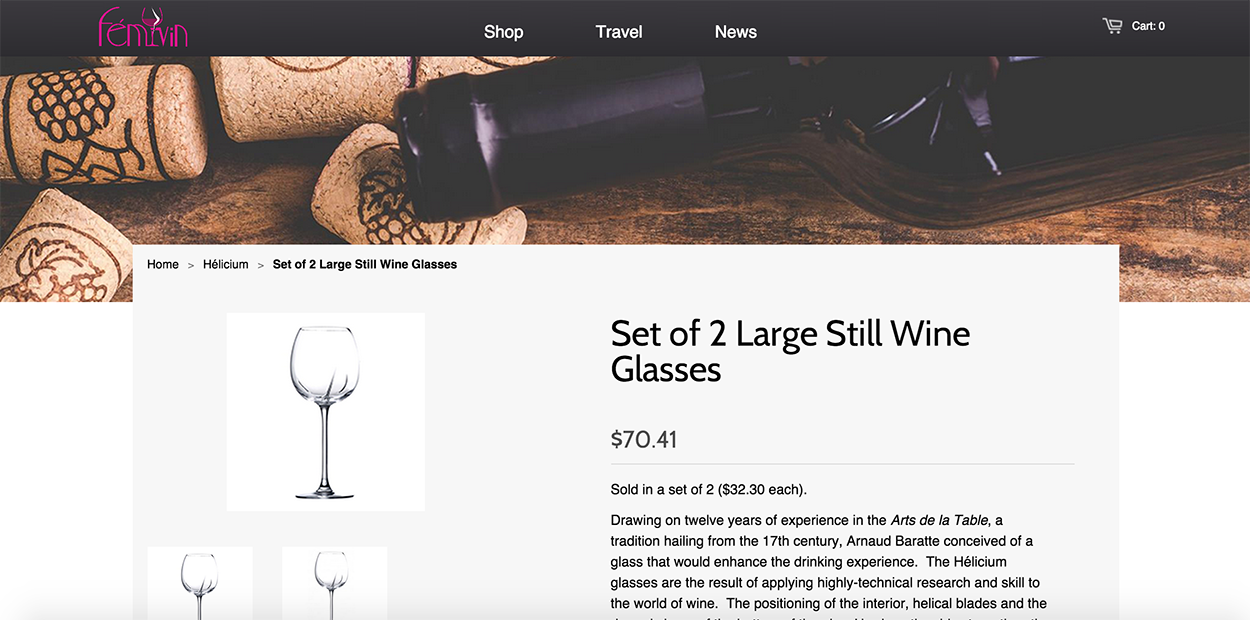 Fémivin
Shop
Travel
News
Cart: 0
Home > Hélicium > Set of 2 Large Still Wine Glasses
Set of 2 Large Still Wine
Glasses
$70.41
Sold in a set of 2 ($32.30 each).
Drawing on twelve years of experience in the Arts de la Table, a
tradition hailing from the 17th century, Arnaud Baratte conceived of a
glass that would enhance the drinking experience.  The Hélicium
glasses are the result of applying highly-technical research and skill to
the world of wine.  The positioning of the interior, helical blades and the